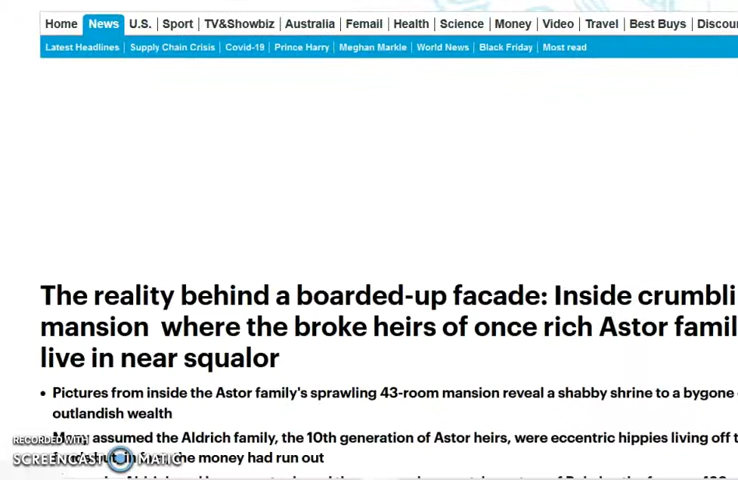 Home News U.S. Sport TV&Showbiz Australia Femail Health Science Money Video Travel Best Buys Discou
Latest Headlines Supply Chain Crisis Covid-19 Prince Harry Meghan Markle World News Black Friday Most read
The reality behind a boarded-up facade: Inside crumbli
mansion where the broke heirs of once rich Astor famil
live in near squalor
• Pictures from inside the Astor family's sprawling 43-room mansion reveal a shabby shrine to a bygone
outlandish wealth
assumed the Aldrich family, the 10th generation of Astor heirs, were eccentric hippies living off t
the money had run out
RECORDED WITH
SCREENCAST MATIC